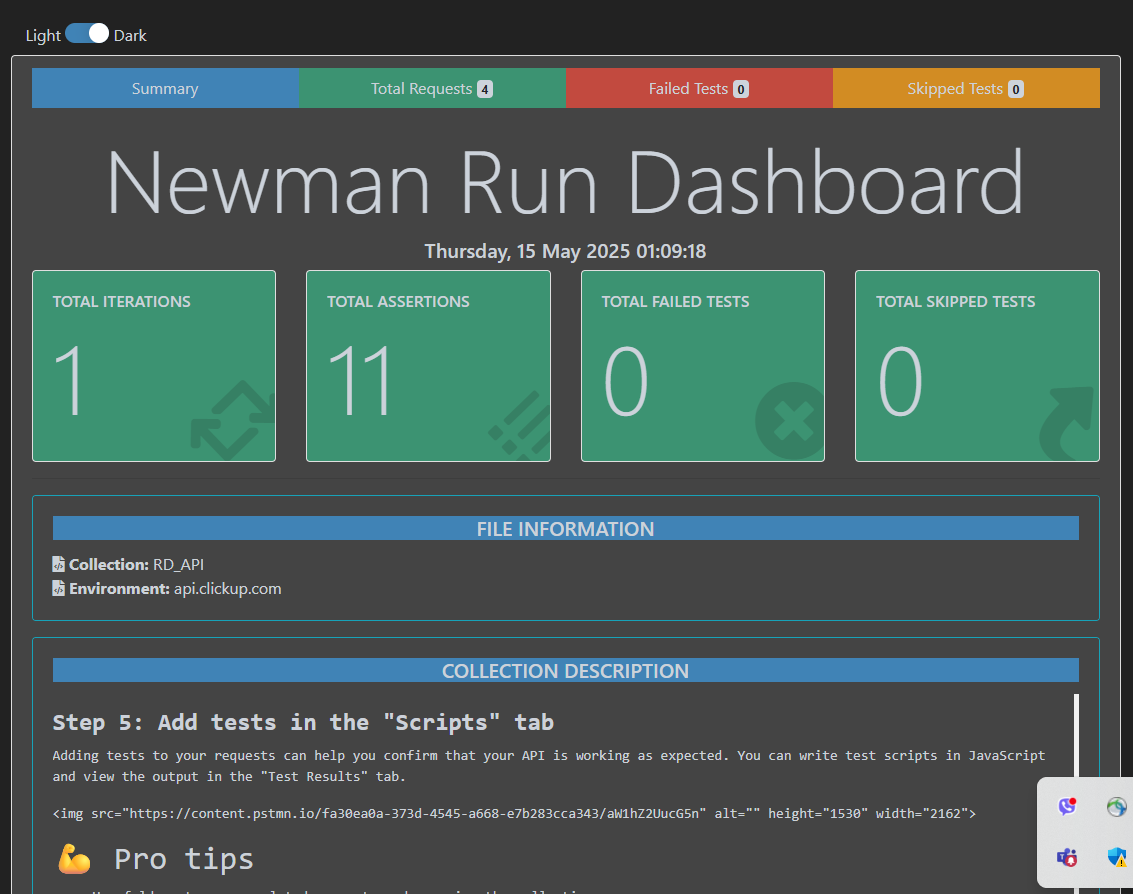 Light Dark
Summary Total Requests 4 Failed Tests 0 Skipped Tests 0
Newman Run Dashboard
Thursday, 15 May 2025 01:09:18
TOTAL ITERATIONS TOTAL ASSERTIONS TOTAL FAILED TESTS TOTAL SKIPPED TESTS
1 11 0 0
FILE INFORMATION
Collection: RD_API
Environment: api.clickup.com
COLLECTION DESCRIPTION
Step 5: Add tests in the "Scripts" tab
Adding tests to your requests can help you confirm that your API is working as expected. You can write test scripts in JavaScript
and view the output in the "Test Results" tab.
<img src="https://content.pstmn.io/fa30ea0a-373d-4545-a668-e7b283cca343/aW1hZ2UucG5n" alt="" height="1530" width="2162">
💪 Pro tips